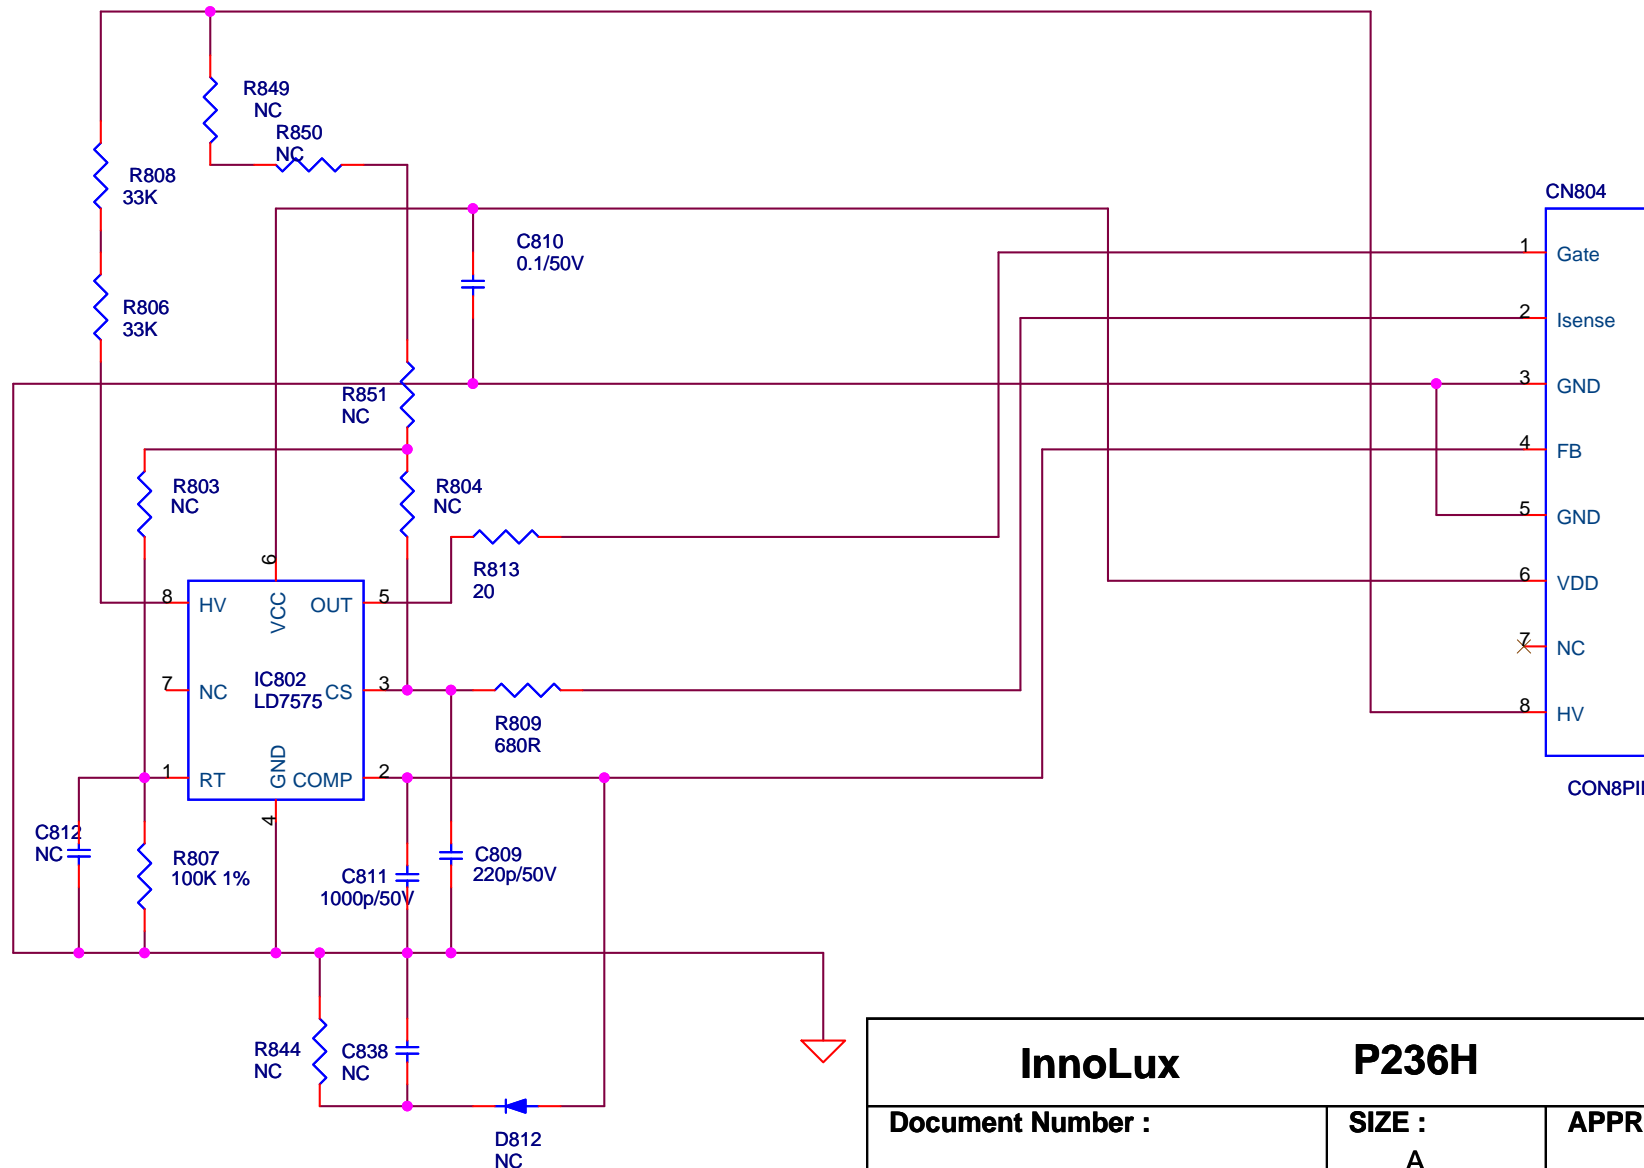 R849
NC
R850
NC
R808
33K
CN804
C810
0.1/50V
1 Gate
R806
33K
2 Isense
R851
NC
3 GND
4 FB
R803
NC
R804
NC
5 GND
R813
20
6
6 VDD
8 HV
VCC
OUT 5
7 NC
7 NC
IC802
LD7575
CS 3
8 HV
R809
680R
1 RT
GND
COMP 2
CON8PI
4
C812
NC
R807
100K 1%
C811
1000p/50V
C809
220p/50V
R844
NC
C838
NC
D812
NC
InnoLux P236H
Document Number :
SIZE :
APPR
A